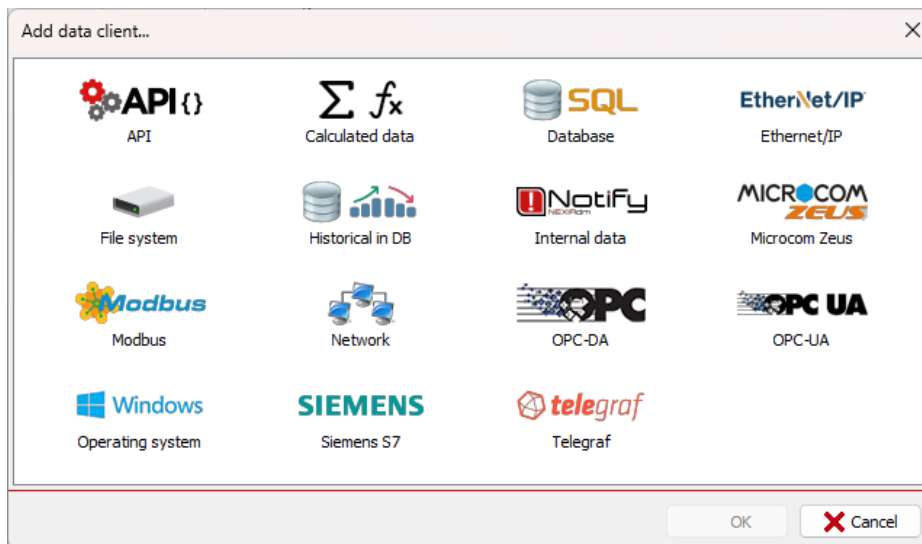 Add data client...
API {}
Σ fx
SQL
EtherNet/IP
API
Calculated data
Database
Ethernet/IP
NotiFy
MICROCOM
ZEUS
File system
Historical in DB
Internal data
Microcom Zeus
Modbus
OPC
OPC UA
Modbus
Network
OPC-DA
OPC-UA
Windows
SIEMENS
telegraf
Operating system
Siemens S7
Telegraf
OK
Cancel